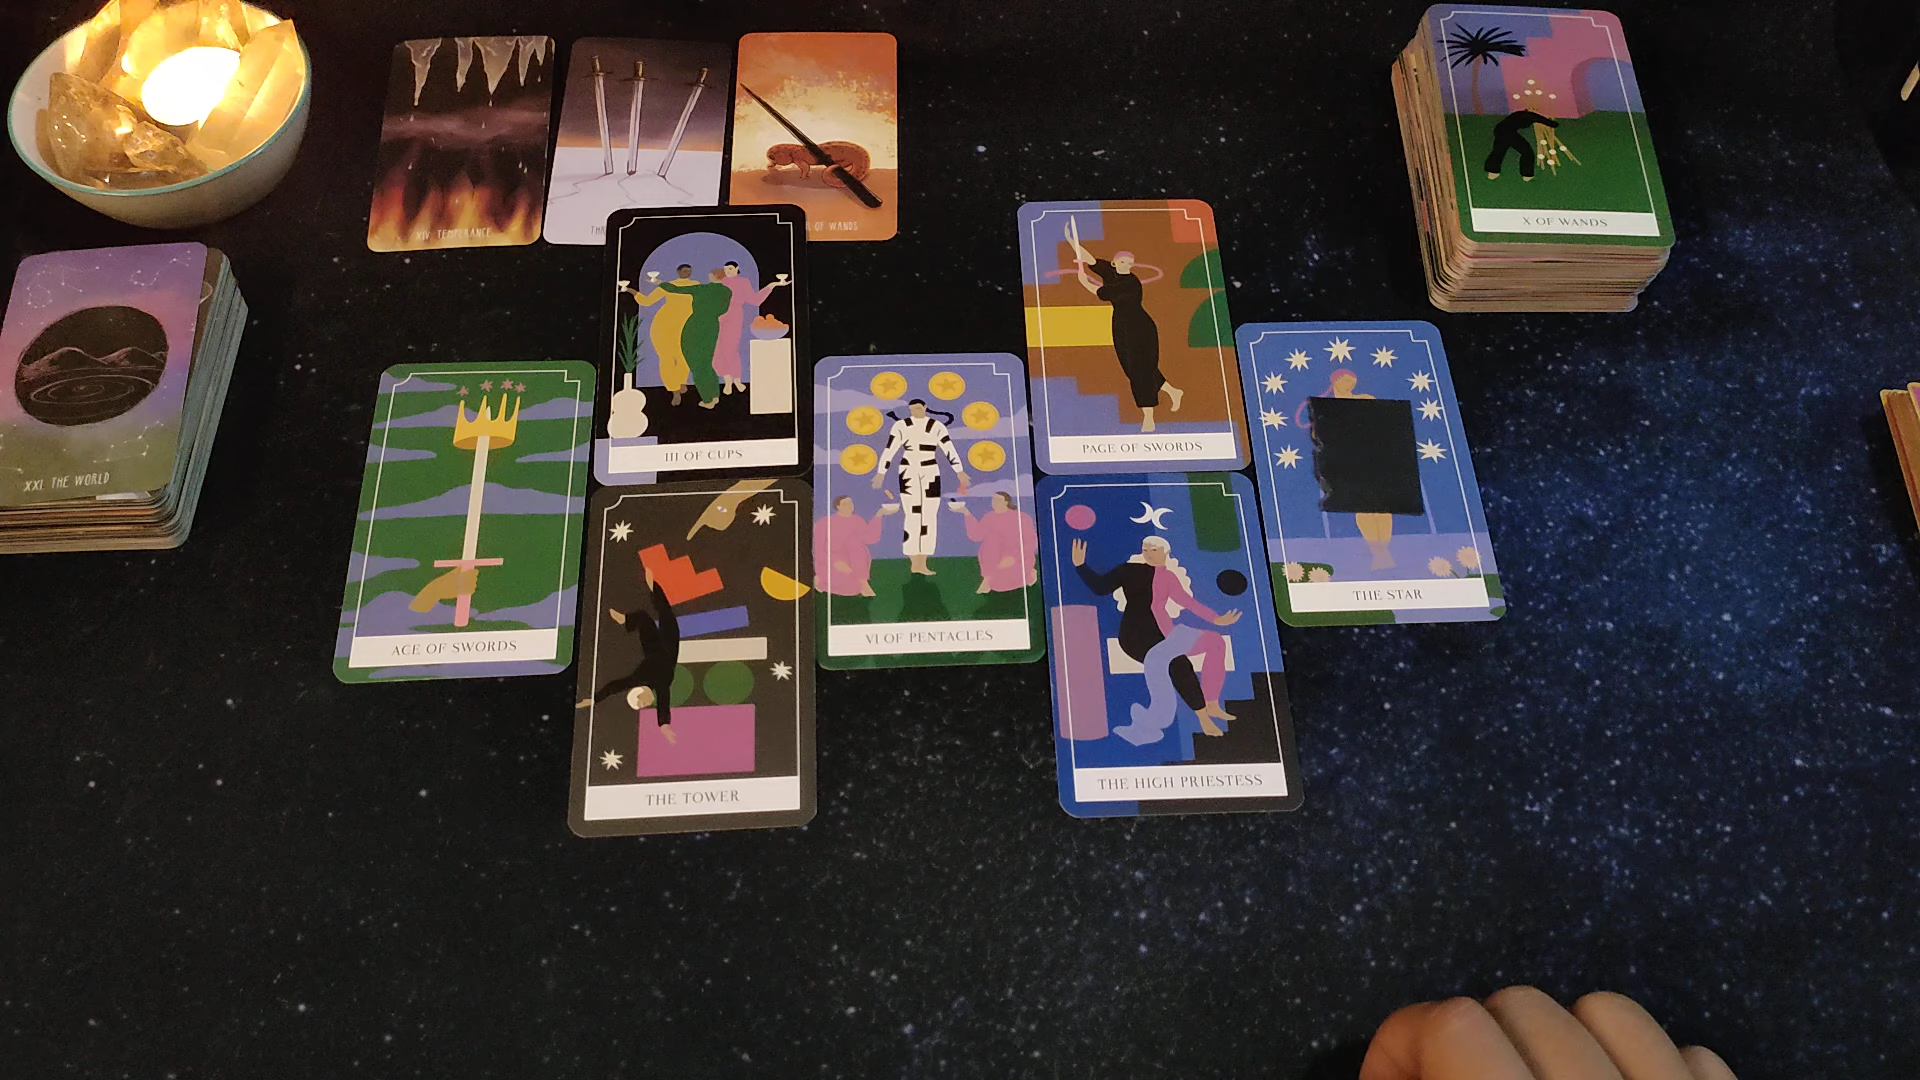 XIV TEMPERANCE
OF WANDS
X OF WANDS
III OF CUPS
PAGE OF SWORDS
XXI THE WORLD
ACE OF SWORDS
VI OF PENTACLES
THE STAR
THE TOWER
THE HIGH PRIESTESS